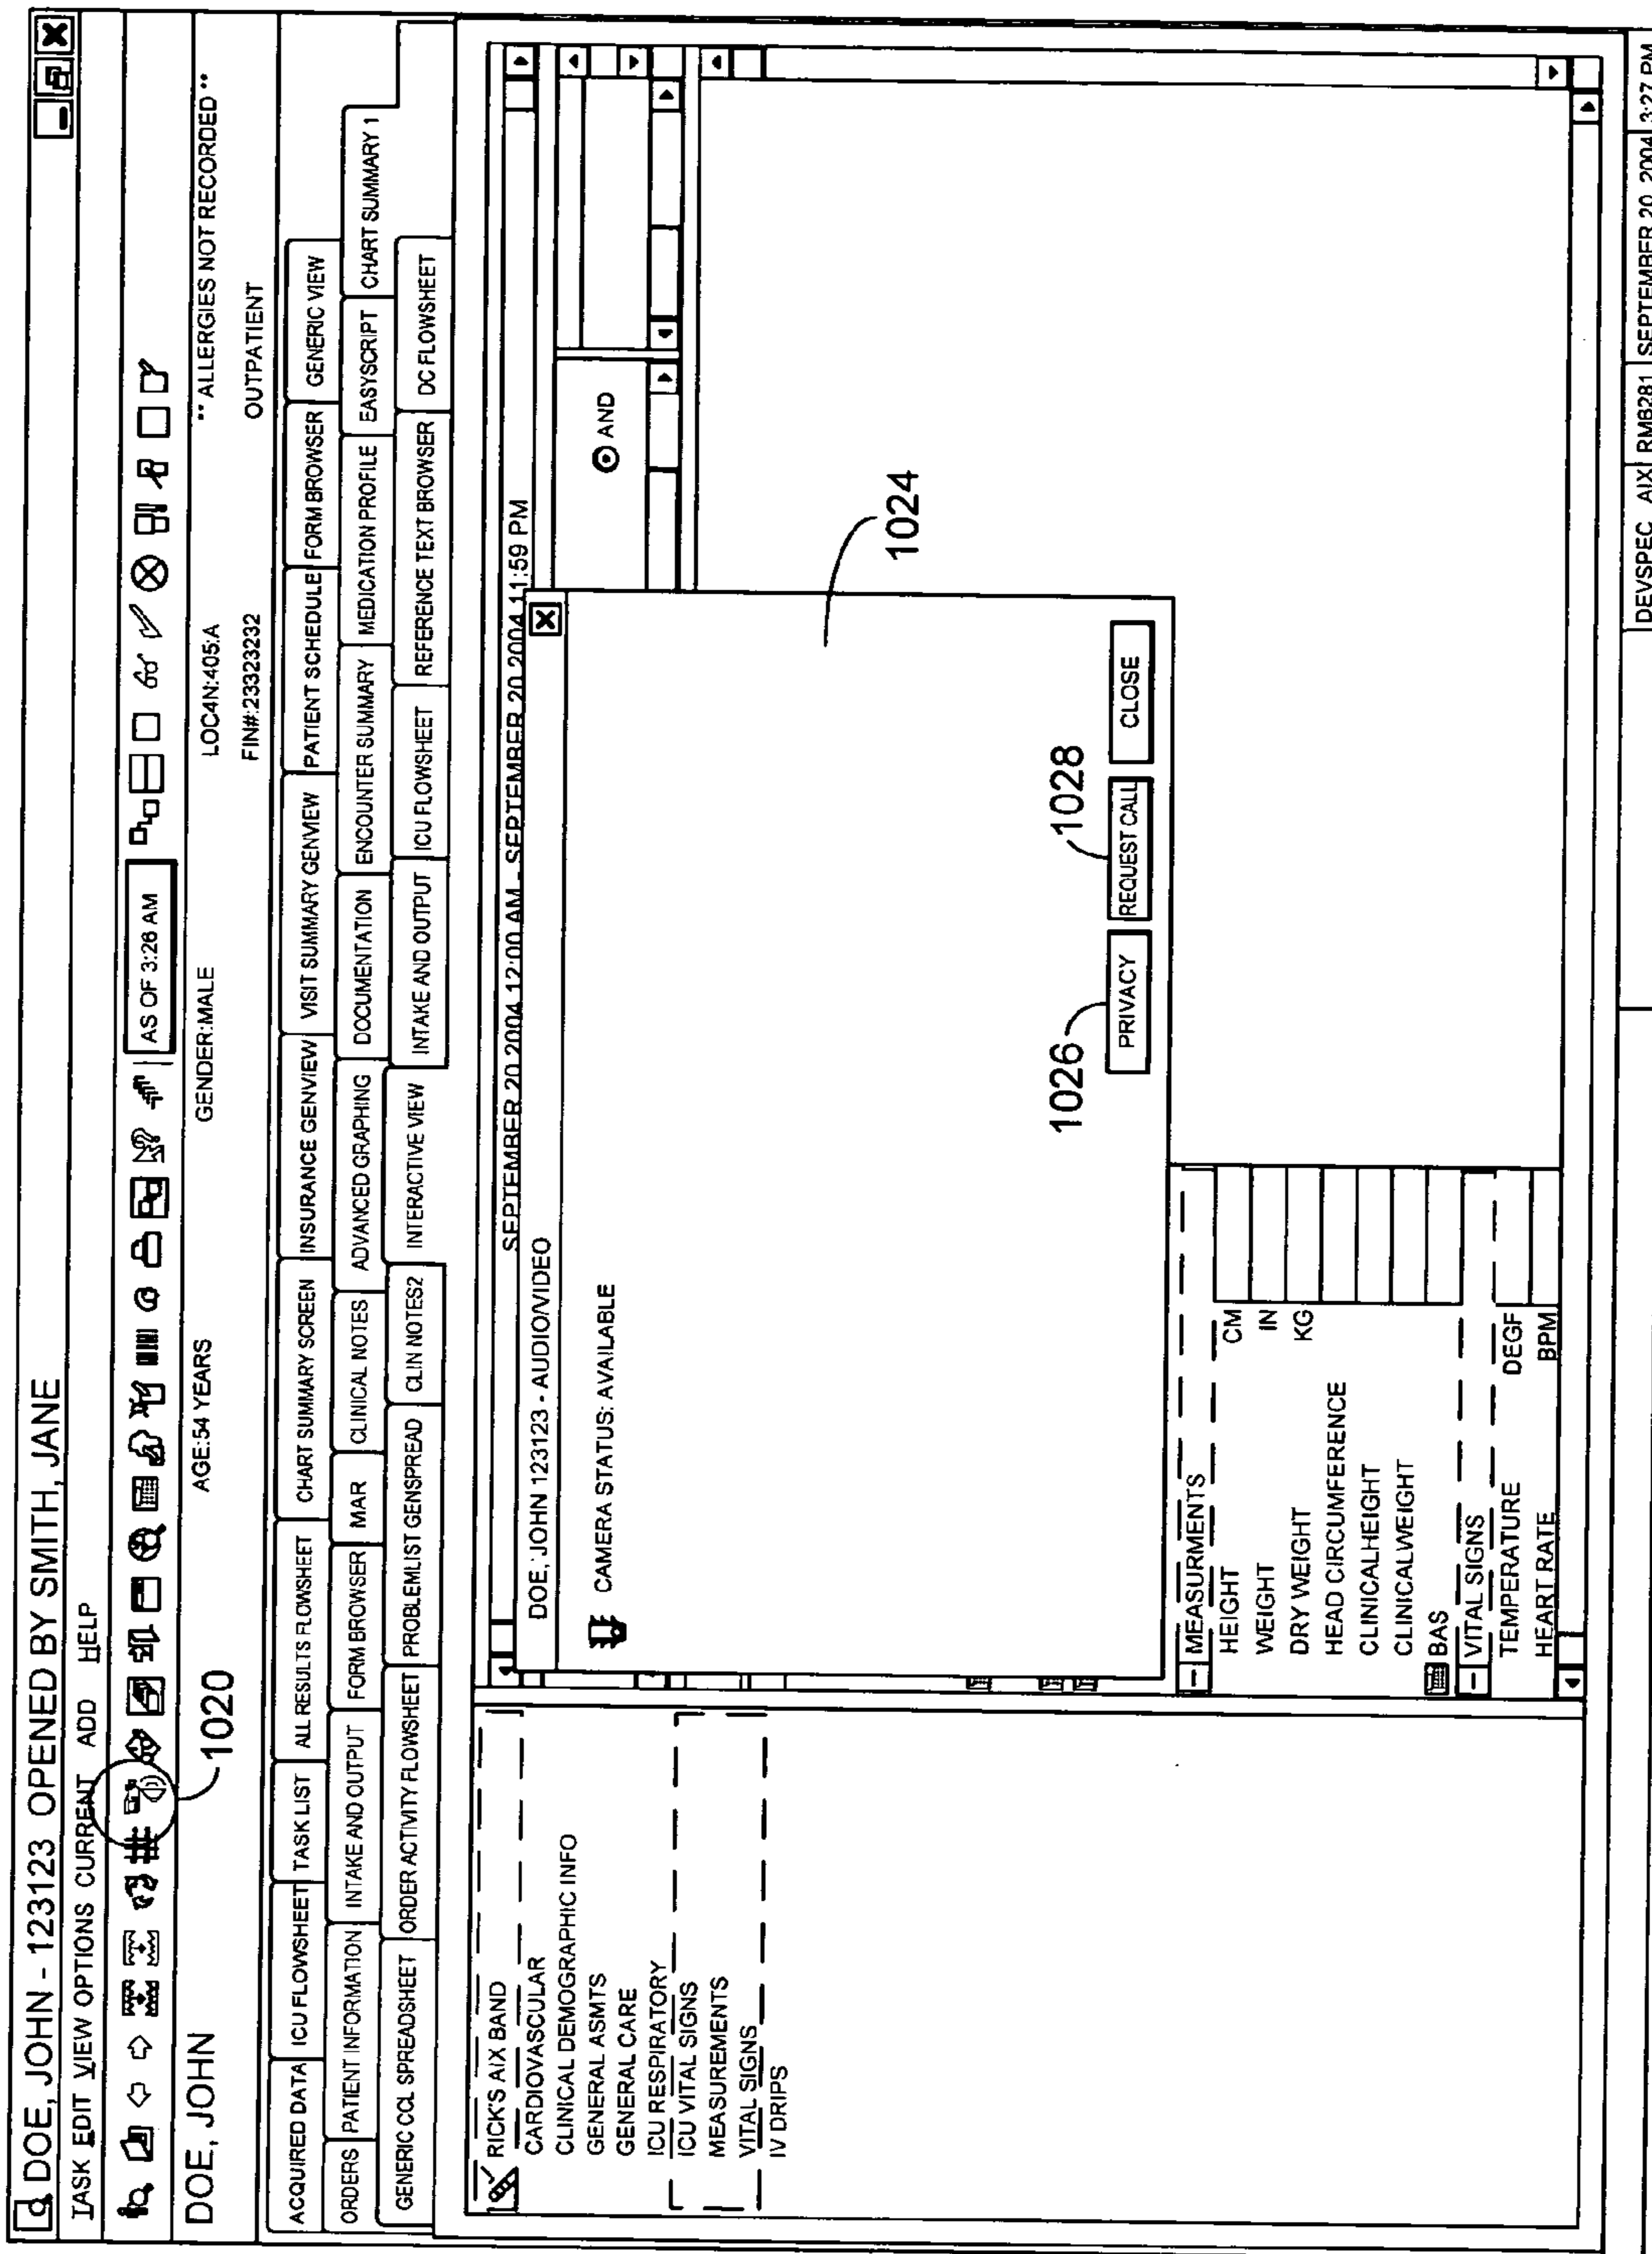 DOE, JOHN - 123123 OPENED BY SMITH, JANE
TASK EDIT VIEW OPTIONS CURRENT ADD HELP
AS OF 3:26 AM
1020
DOE, JOHN AGE:54 YEARS GENDER:MALE LOC4N:405:A ** ALLERGIES NOT RECORDED **
FIN#:23323232 OUTPATIENT
ACQUIRED DATA ICU FLOWSHEET TASK LIST ALL RESULTS FLOWSHEET CHART SUMMARY SCREEN INSURANCE GENVIEW VISIT SUMMARY GENVIEW PATIENT SCHEDULE FORM BROWSER GENERIC VIEW
ORDERS PATIENT INFORMATION INTAKE AND OUTPUT FORM BROWSER MAR CLINICAL NOTES ADVANCED GRAPHING DOCUMENTATION ENCOUNTER SUMMARY MEDICATION PROFILE EASYSCRIPT CHART SUMMARY 1
GENERIC CCL SPREADSHEET ORDER ACTIVITY FLOWSHEET PROBLEMLIST GENSPREAD CLIN NOTES2 INTERACTIVE VIEW INTAKE AND OUTPUT ICU FLOWSHEET REFERENCE TEXT BROWSER DC FLOWSHEET
RICK'S AIX BAND
CARDIOVASCULAR
CLINICAL DEMOGRAPHIC INFO
GENERAL ASMTS
GENERAL CARE
ICU RESPIRATORY
ICU VITAL SIGNS
MEASUREMENTS
VITAL SIGNS
IV DRIPS
SEPTEMBER 20 2004 12:00 AM - SEPTEMBER 20 2004 11:59 PM
AND
DOE, JOHN 123123 - AUDIO/VIDEO
CAMERA STATUS: AVAILABLE
1024
1026
1028
PRIVACY REQUEST CALL CLOSE
MEASURMENTS
HEIGHT CM
WEIGHT IN
DRY WEIGHT KG
HEAD CIRCUMFERENCE
CLINICALHEIGHT
CLINICALWEIGHT
BAS
VITAL SIGNS
TEMPERATURE DEGF
HEART RATE BPM
DEVSPEC AIX RMB281 SEPTEMBER 20 2004 3:27 PM